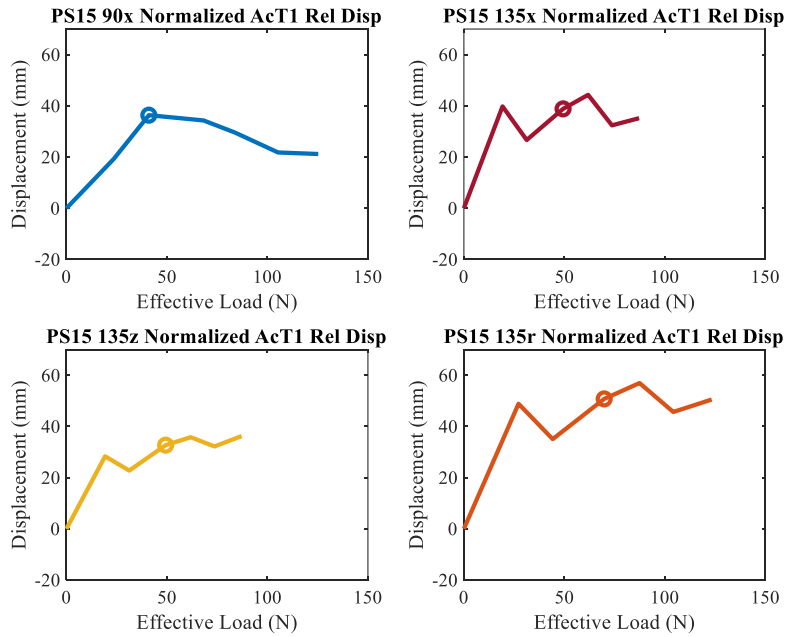 PS15 90x Normalized AcT1 Rel Disp
60
40
20
0
-20
Displacement (mm)
0 50 100 150
Effective Load (N)
PS15 135x Normalized AcT1 Rel Disp
60
40
20
0
-20
Displacement (mm)
0 50 100 150
Effective Load (N)
PS15 135z Normalized AcT1 Rel Disp
60
40
20
0
-20
Displacement (mm)
0 50 100 150
Effective Load (N)
PS15 135r Normalized AcT1 Rel Disp
60
40
20
0
-20
Displacement (mm)
0 50 100 150
Effective Load (N)